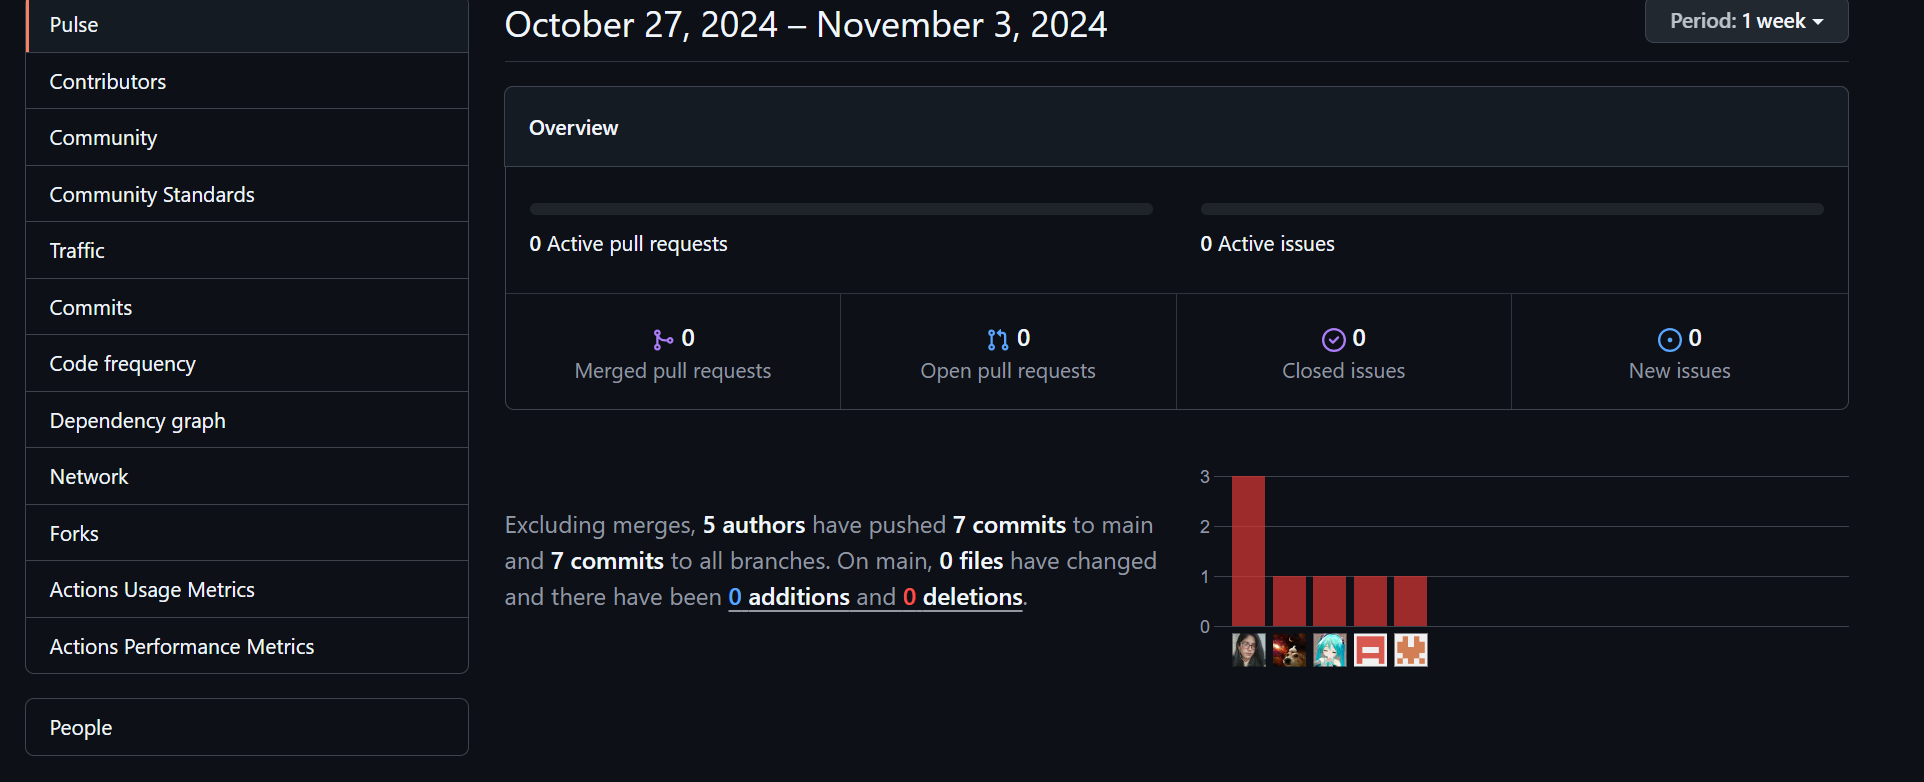 Pulse
Contributors
Community
Community Standards
Traffic
Commits
Code frequency
Dependency graph
Network
Forks
Actions Usage Metrics
Actions Performance Metrics
People
October 27, 2024 – November 3, 2024
Period: 1 week
Overview
0 Active pull requests
0 Active issues
0
Merged pull requests
0
Open pull requests
0
Closed issues
0
New issues
Excluding merges, 5 authors have pushed 7 commits to main
and 7 commits to all branches. On main, 0 files have changed
and there have been 0 additions and 0 deletions.
3
2
1
0